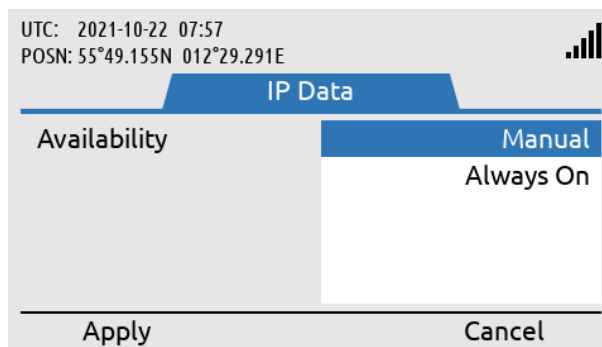 UTC: 2021-10-22 07:57
POSN: 55°49.155N 012°29.291E
IP Data
Availability Manual
Always On
Apply Cancel